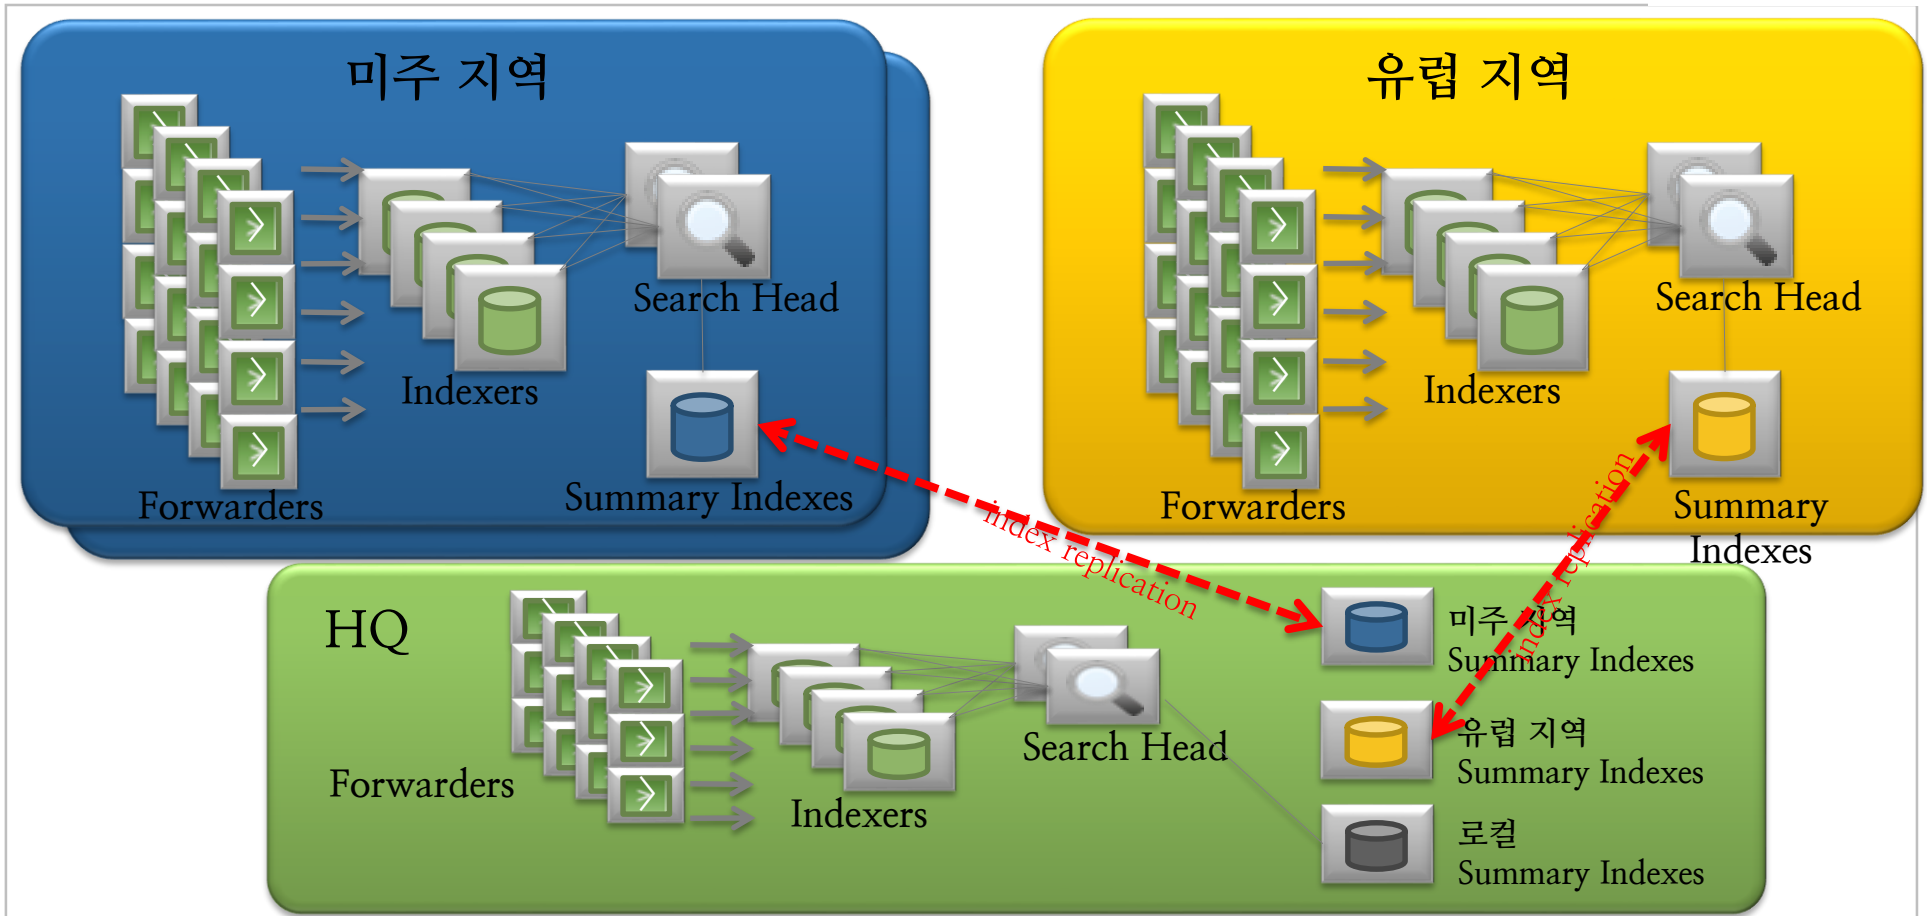 미주 지역
Search Head
Indexers
Summary Indexes
Forwarders
유럽 지역
Search Head
Indexers
Summary
Indexes
Forwarders
index replication
index replication
HQ
Forwarders
Indexers
Search Head
미주 지역
Summary Indexes
유럽 지역
Summary Indexes
로컬
Summary Indexes